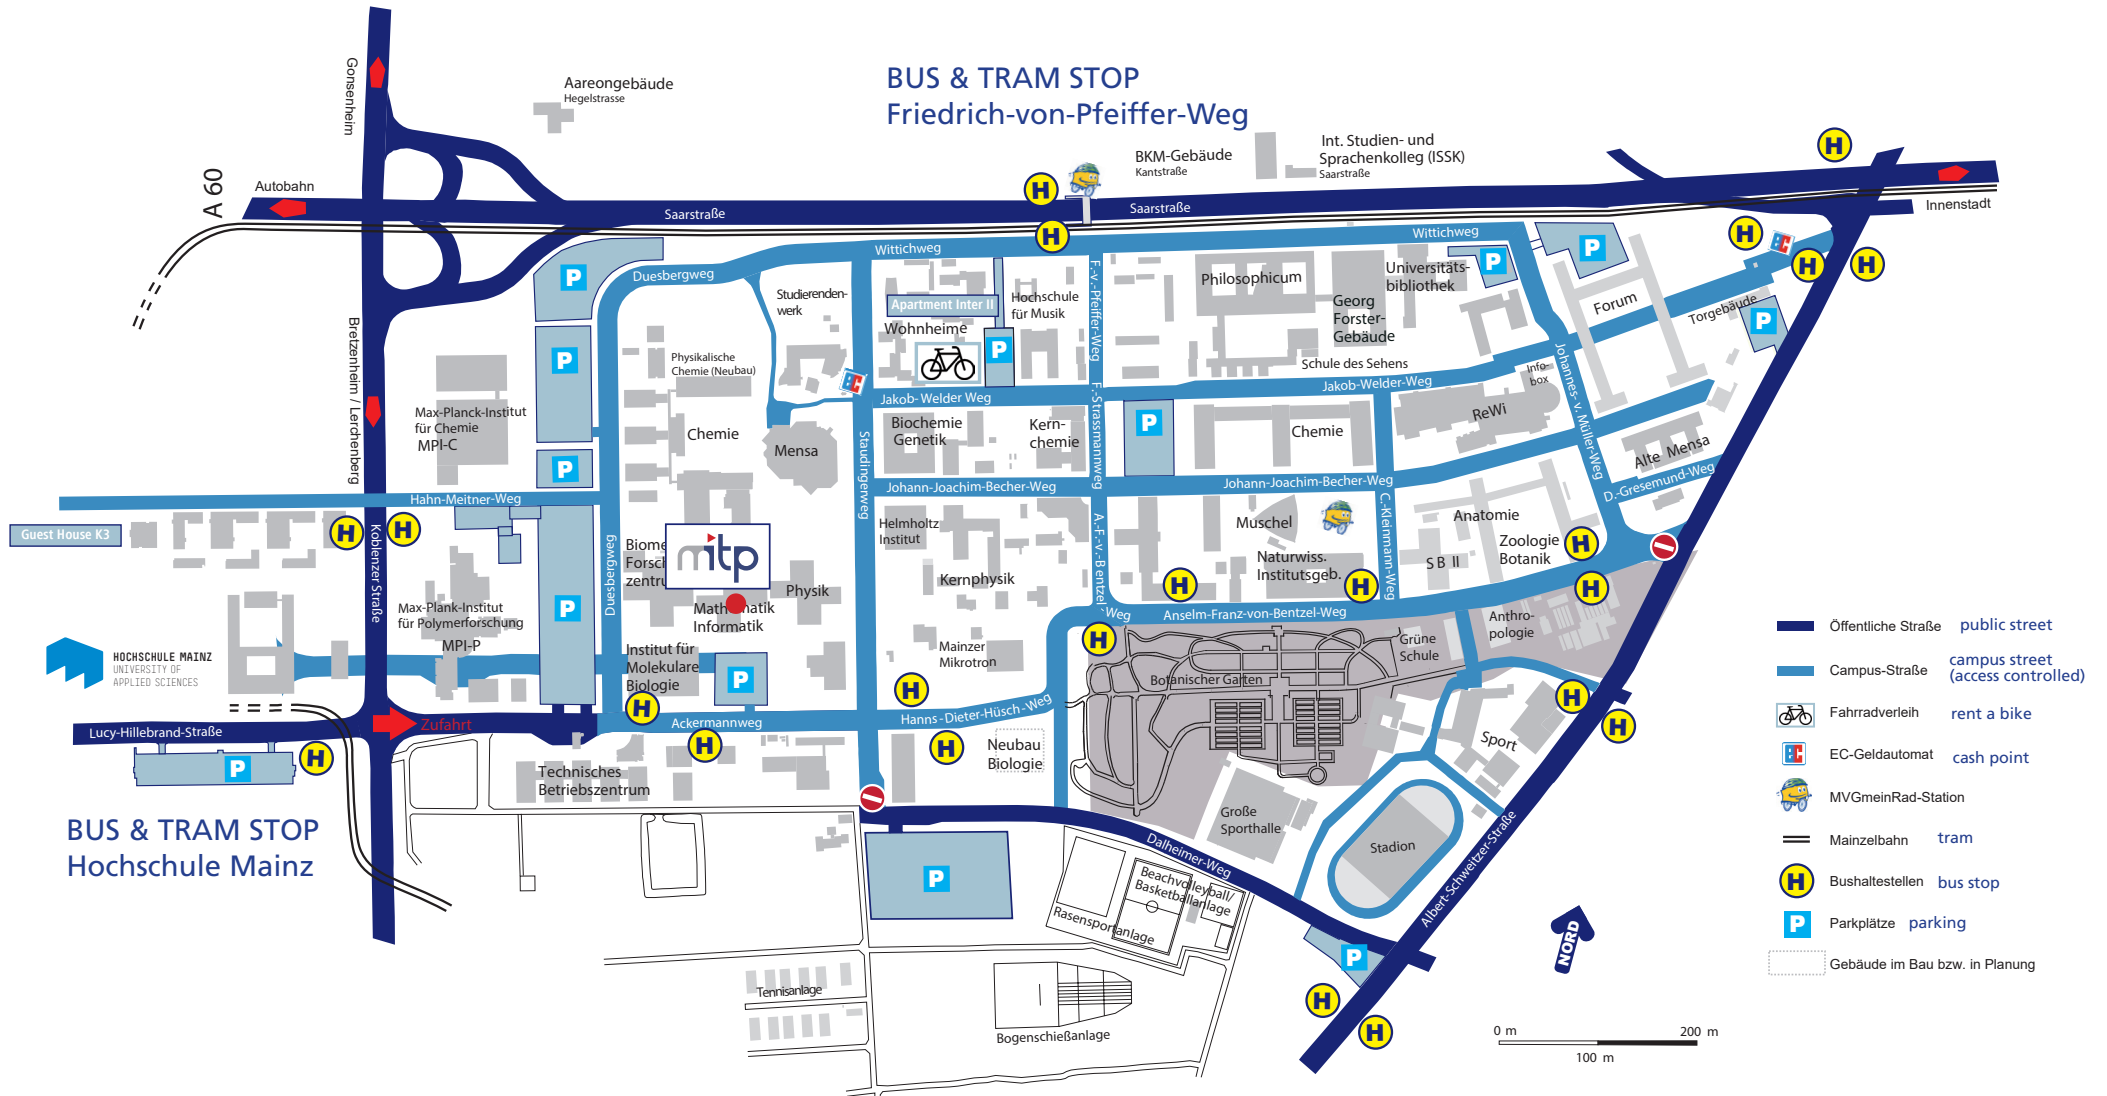 BUS & TRAM STOP
Friedrich-von-Pfeiffer-Weg
Gonsenheim
Aareongebäude
Hegelstrasse
BKM-Gebäude
Kantstraße
Int. Studien- und
Sprachenkolleg (ISSK)
Saarstraße
H
H
A 60
Autobahn
Saarstraße
Saarstraße
Innenstadt
H
H
H
H
EC
Wittichweg
Wittichweg
Duesbergweg
P
P
P
Studierenden-
werk
Apartment Inter II
Wohnheime
Hochschule
für Musik
P
F.-v.-Pfeiffer-Weg
Philosophicum
Georg
Forster-
Gebäude
Universitäts-
bibliothek
Schule des Sehens
Forum
Torgebäude
P
Johannes-v. Müller-Weg
Info-
box
Bretzenheim / Lerchenberg
P
Physikalische
Chemie (Neubau)
EC
Jakob-Welder Weg
Jakob-Welder-Weg
Max-Planck-Institut
für Chemie
MPI-C
P
Chemie
Mensa
Staudingerweg
Biochemie
Genetik
Kern-
chemie
F.-Strassmannweg
P
Chemie
ReWi
Alte Mensa
D.-Gresemund-Weg
Hahn-Meitner-Weg
Johann-Joachim-Becher-Weg
Johann-Joachim-Becher-Weg
Guest House K3
H
H
Koblenzer Straße
Duesbergweg
Biome
Forsch
zentru
mitp
Physik
Mathematik
Informatik
Helmholtz
Institut
Kernphysik
A.-F.-v.-Bentzel
-Weg
Muschel
Naturwiss.
Institutsgeb.
C.-Kleinmann-Weg
Anatomie
S B II
Zoologie
Botanik
H
H
H
H
H
Anselm-Franz-von-Bentzel-Weg
Max-Plank-Institut
für Polymerforschung
MPI-P
P
HOCHSCHULE MAINZ
UNIVERSITY OF
APPLIED SCIENCES
Institut für
Molekulare
Biologie
P
Mainzer
Mikrotron
Botanischer Garten
Grüne
Schule
Anthro-
pologie
H
H
H
H
H
H
Lucy-Hillebrand-Straße
Zufahrt
Ackermannweg
Hanns-Dieter-Hüsch-Weg
P
H
Technisches
Betriebszentrum
Neubau
Biologie
Sport
Große
Sporthalle
Stadion
BUS & TRAM STOP
Hochschule Mainz
Dalheimer-Weg
Albert-Schweitzer-Straße
P
Beachvolleyball/
Basketballanlage
Rasensportanlage
P
H
H
Tennisanlage
Bogenschießanlage
NORD
0 m
200 m
100 m
Öffentliche Straße public street
Campus-Straße campus street
(access controlled)
Fahrradverleih rent a bike
EC EC-Geldautomat cash point
MVGmeinRad-Station
Mainzelbahn tram
H Bushaltestellen bus stop
P Parkplätze parking
Gebäude im Bau bzw. in Planung